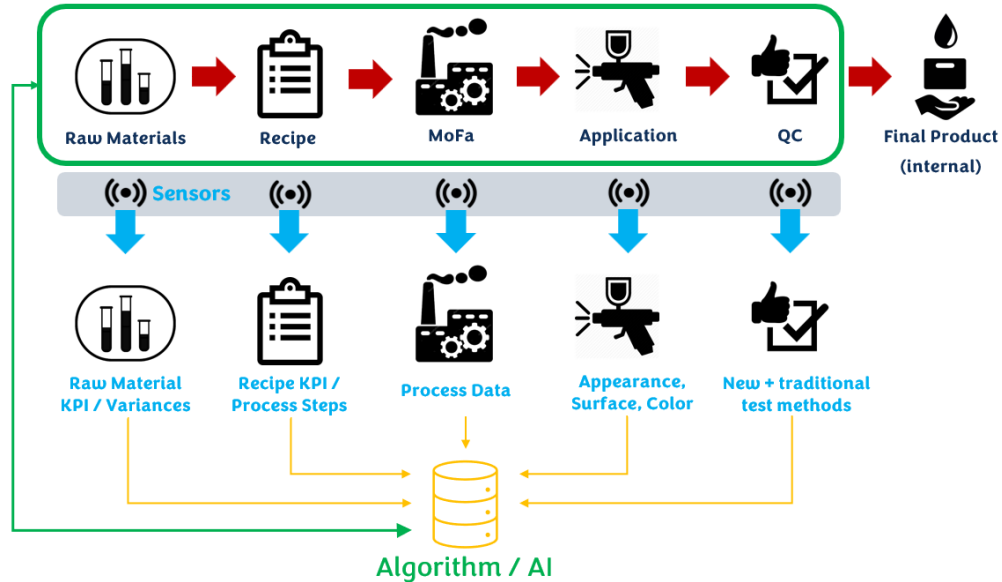 Raw Materials
Recipe
MoFa
Application
QC
Final Product
(internal)
Sensors
Raw Material
KPI / Variances
Recipe KPI /
Process Steps
Process Data
Appearance,
Surface, Color
New + traditional
test methods
Algorithm / AI